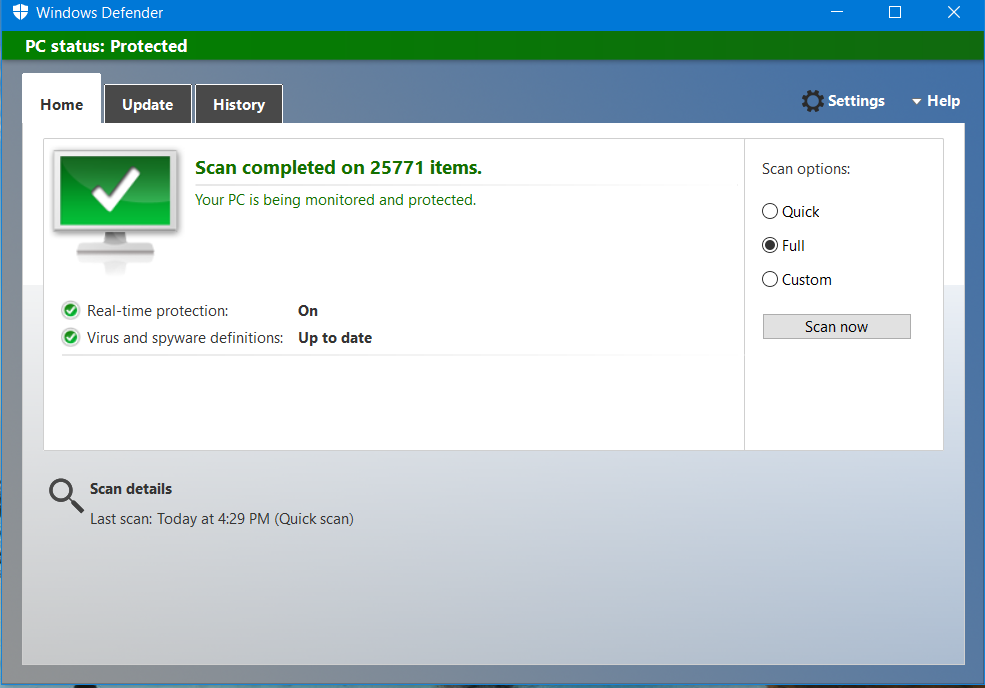 Windows Defender
PC status: Protected
Home
Update
History
Settings
Help
Scan completed on 25771 items.
Your PC is being monitored and protected.
Real-time protection: On
Virus and spyware definitions: Up to date
Scan options:
Quick
Full
Custom
Scan now
Scan details
Last scan: Today at 4:29 PM (Quick scan)